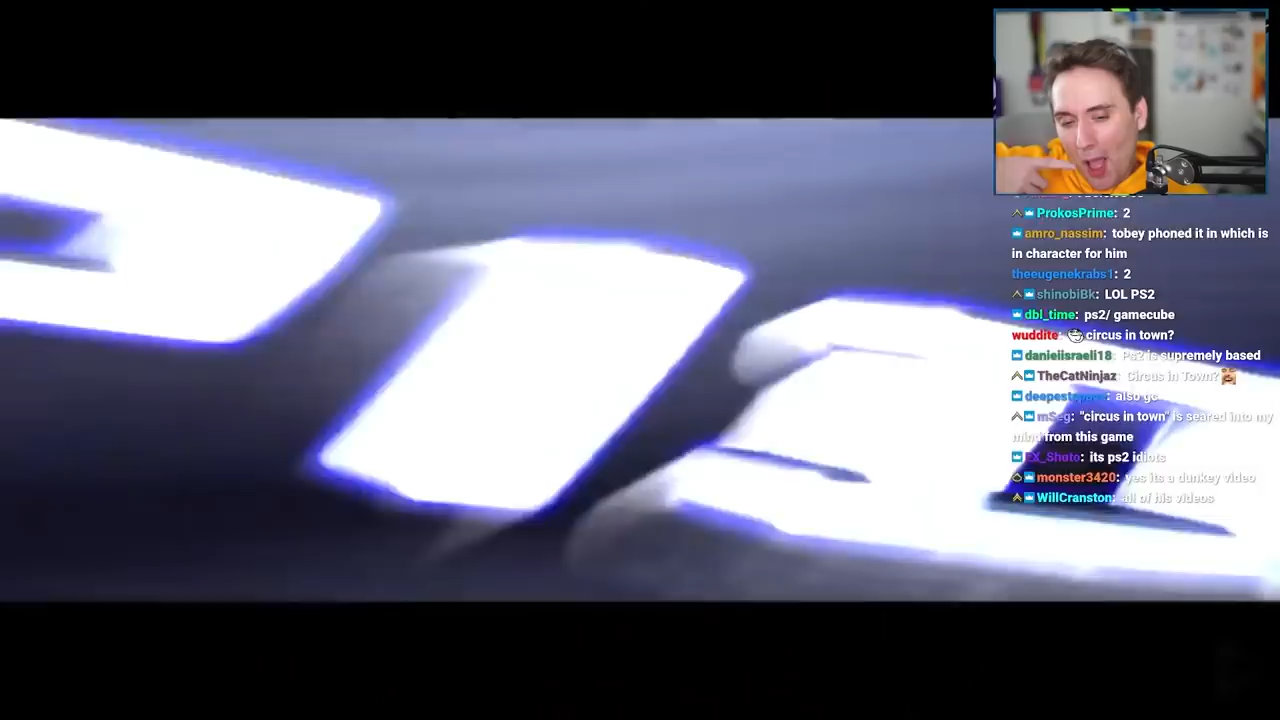 ProkosPrime: 2
amro_nassim: tobey phoned it in which is
in character for him
theeugenekrabs1: 2
shinobiBk: LOL PS2
dbl_time: ps2/ gamecube
wuddite: circus in town?
danieiisraeli18: Ps2 is supremely based
TheCatNinjaz: Circus in Town?
also gc
"circus in town" is seared into my
mind from this game
EX_Shoto: its ps2 idiots
monster3420: yes its a dunkey video
WillCranston: all of his videos